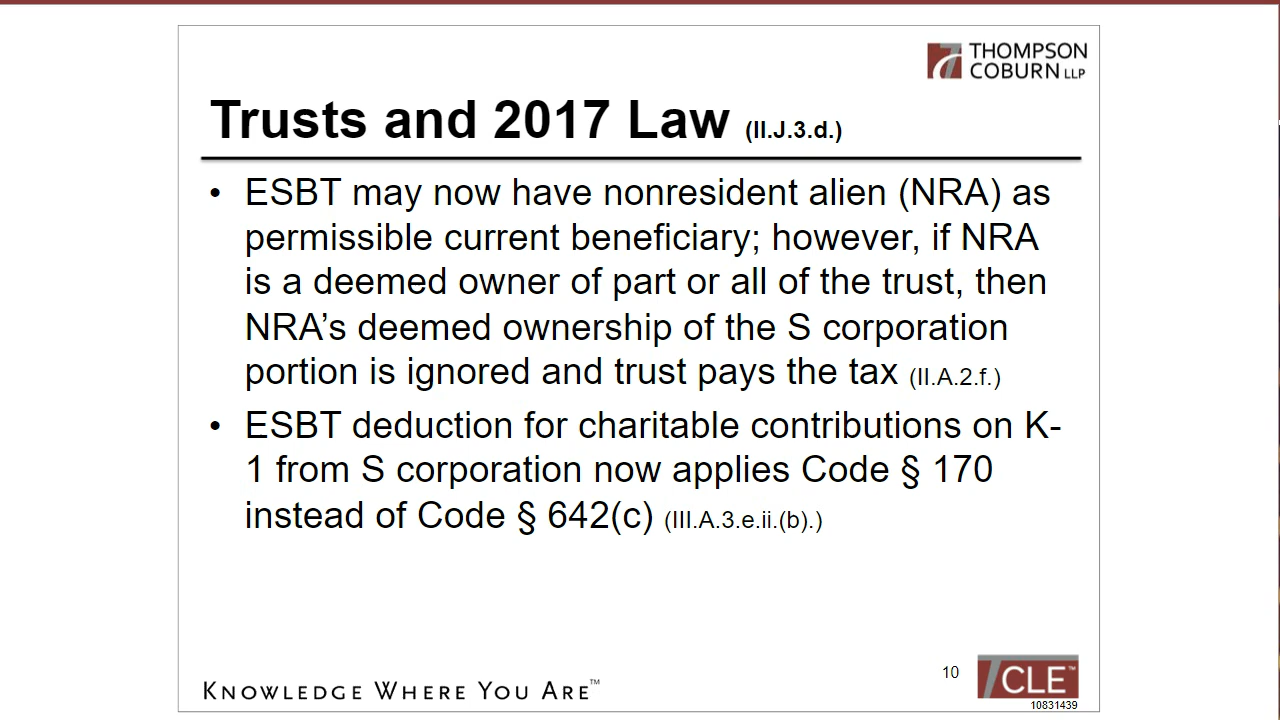 THOMPSON
COBURN LLP
Trusts and 2017 Law (II.J.3.d.)
• ESBT may now have nonresident alien (NRA) as
permissible current beneficiary; however, if NRA
is a deemed owner of part or all of the trust, then
NRA’s deemed ownership of the S corporation
portion is ignored and trust pays the tax (II.A.2.f.)
• ESBT deduction for charitable contributions on K-
1 from S corporation now applies Code § 170
instead of Code § 642(c) (III.A.3.e.ii.(b).)
KNOWLEDGE WHERE YOU ARE™
10
CLE™
10831439